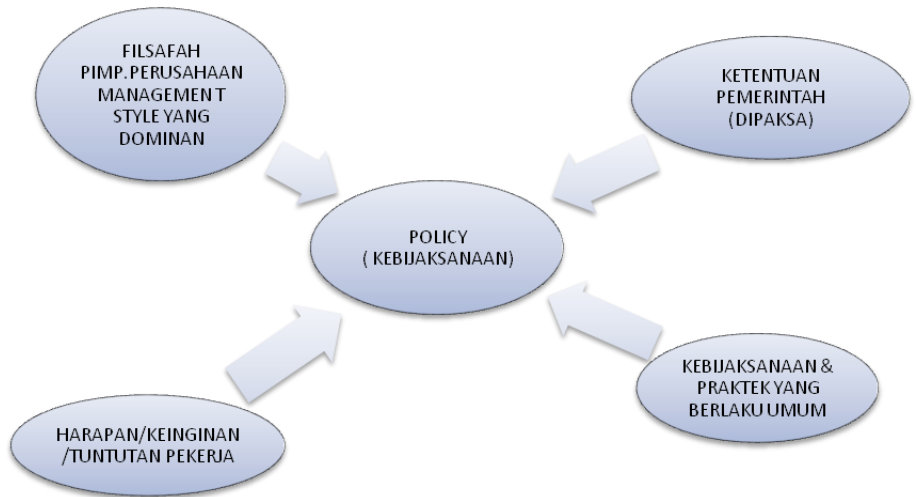 FILSAFAH
PIMP.PERUSAHAAN
MANAGEMENT
STYLE YANG
DOMINAN
KETENTUAN
PEMERINTAH
(DIPAKSA)
POLICY
( KEBIJAKSANAAN)
KEBIJAKSANAAN &
PRAKTEK YANG
BERLAKU UMUM
HARAPAN/KEINGINAN
/TUNTUTAN PEKERJA